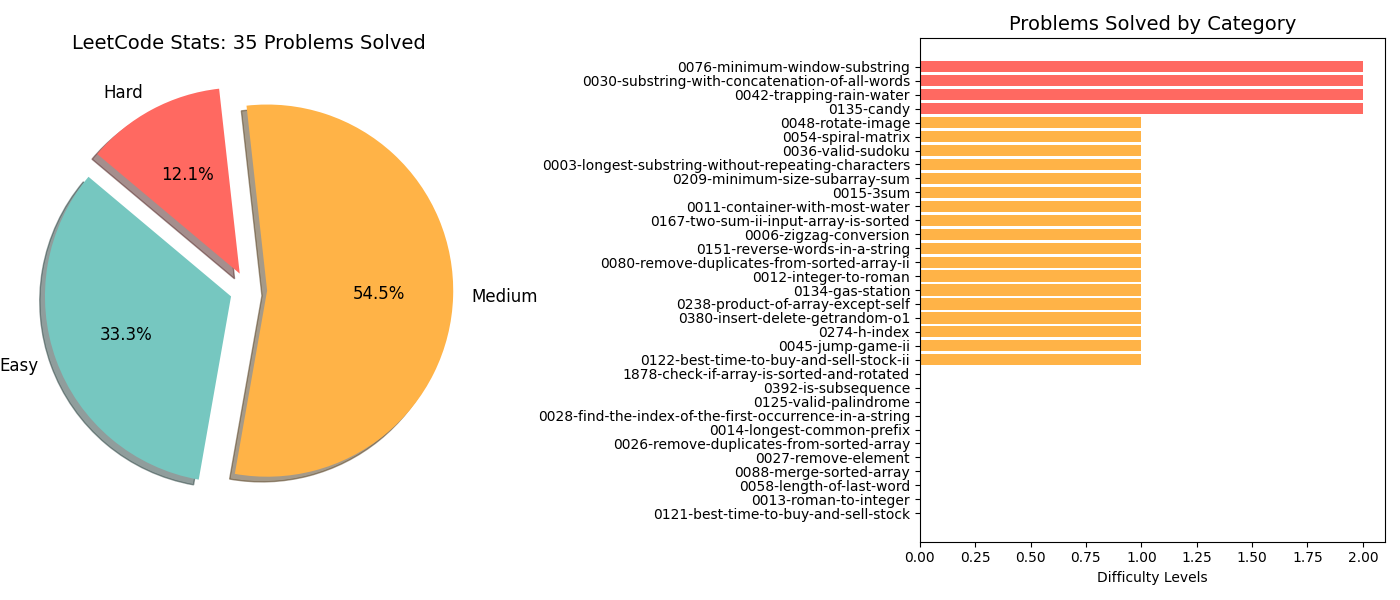 LeetCode Stats: 35 Problems Solved
Hard
12.1%
54.5%
Medium
33.3%
Easy
Problems Solved by Category
0076-minimum-window-substring
0030-substring-with-concatenation-of-all-words
0042-trapping-rain-water
0135-candy
0048-rotate-image
0054-spiral-matrix
0036-valid-sudoku
0003-longest-substring-without-repeating-characters
0209-minimum-size-subarray-sum
0015-3sum
0011-container-with-most-water
0167-two-sum-ii-input-array-is-sorted
0006-zigzag-conversion
0151-reverse-words-in-a-string
0080-remove-duplicates-from-sorted-array-ii
0012-integer-to-roman
0134-gas-station
0238-product-of-array-except-self
0380-insert-delete-getrandom-o1
0274-h-index
0045-jump-game-ii
0122-best-time-to-buy-and-sell-stock-ii
1878-check-if-array-is-sorted-and-rotated
0392-is-subsequence
0125-valid-palindrome
0028-find-the-index-of-the-first-occurrence-in-a-string
0014-longest-common-prefix
0026-remove-duplicates-from-sorted-array
0027-remove-element
0088-merge-sorted-array
0058-length-of-last-word
0013-roman-to-integer
0121-best-time-to-buy-and-sell-stock
0.00 0.25 0.50 0.75 1.00 1.25 1.50 1.75 2.00
Difficulty Levels